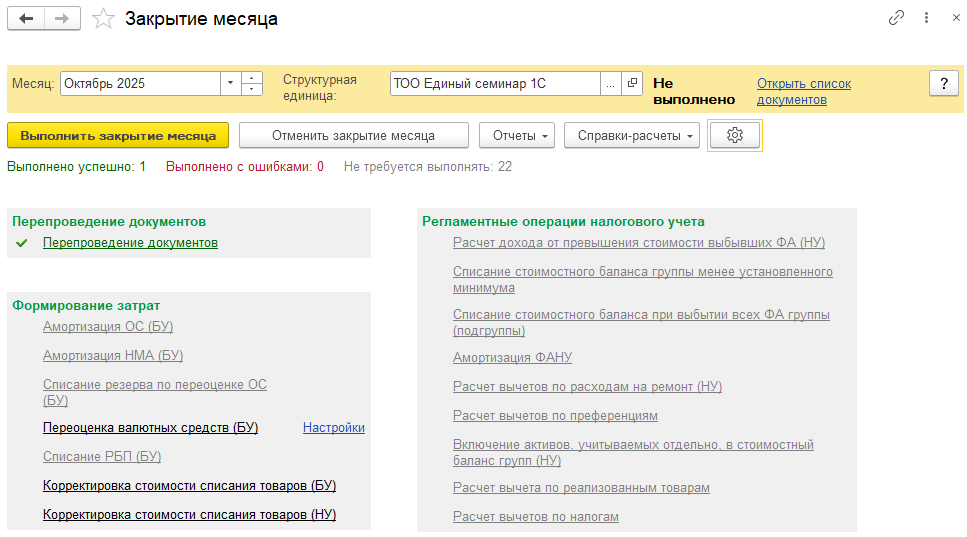 Закрытие месяца
Месяц:
Октябрь 2025
Структурная
единица:
ТОО Единый семинар 1С
...
Не
выполнено
Открыть список
документов
?
Выполнить закрытие месяца
Отменить закрытие месяца
Отчеты
Справки-расчеты
Выполнено успешно: 1
Выполнено с ошибками: 0
Не требуется выполнять: 22
Перепроведение документов
Перепроведение документов
Формирование затрат
Амортизация ОС (БУ)
Амортизация НМА (БУ)
Списание резерва по переоценке ОС
(БУ)
Переоценка валютных средств (БУ)
Настройки
Списание РБП (БУ)
Корректировка стоимости списания товаров (БУ)
Корректировка стоимости списания товаров (НУ)
Регламентные операции налогового учета
Расчет дохода от превышения стоимости выбывших ФА (НУ)
Списание стоимостного баланса группы менее установленного
минимума
Списание стоимостного баланса при выбытии всех ФА группы
(подгруппы)
Амортизация ФАНУ
Расчет вычетов по расходам на ремонт (НУ)
Расчет вычетов по преференциям
Включение активов, учитываемых отдельно, в стоимостный
баланс групп (НУ)
Расчет вычета по реализованным товарам
Расчет вычетов по налогам